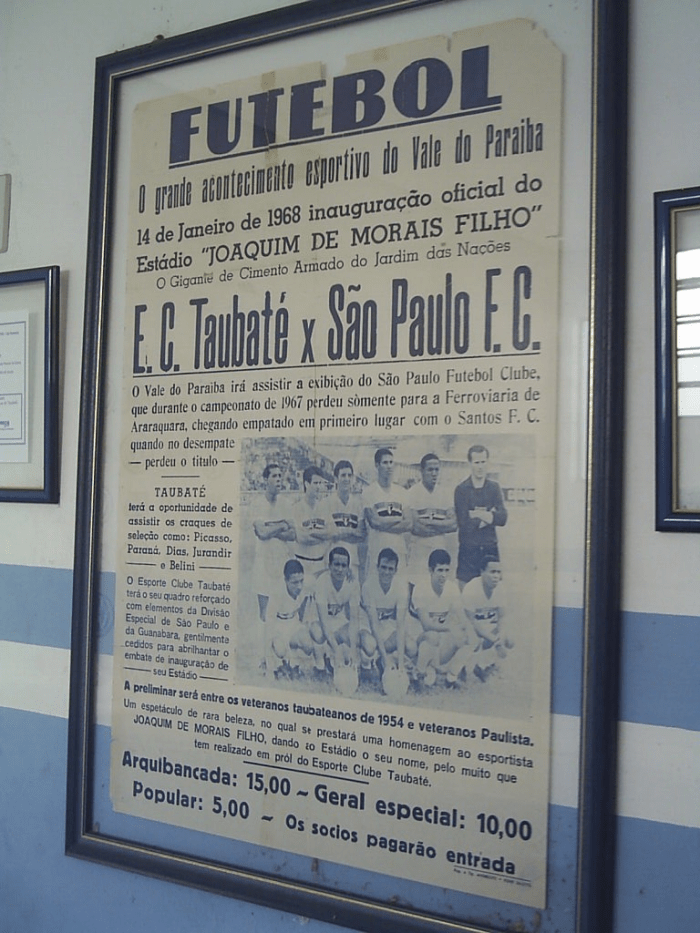 FUTEBOL
O grande acontecimento esportivo do Vale do Paraiba
14 de Janeiro de 1968 inauguração oficial do
Estádio "JOAQUIM DE MORAIS FILHO"
O Gigante de Cimento Armado do Jardim das Nações
E. C. Taubaté x São Paulo F. C.
O Vale do Paraiba irá assistir a exibição do São Paulo Futebol Clube,
que durante o campeonato de 1967 perdeu sòmente para a Ferroviaria de
Araraquara, chegando empatado em primeiro lugar com o Santos F. C.
quando no desempate
— perdeu o titulo —
TAUBATÉ
terá a oportunidade de
assistir os craques de
seleção como: Picasso,
Paraná, Dias, Jurandir
— e Belini —
O Esporte Clube Taubaté
terá o seu quadro reforçado
com elementos da Divisão
Especial de São Paulo e
da Guanabara, gentilmente
cedidos para abrilhantar o
embate de inauguração de
— seu Estádio —
A preliminar será entre os veteranos taubateanos de 1954 e veteranos Paulista.
Um espetáculo de rara beleza, no qual se prestará uma homenagem ao esportista
JOAQUIM DE MORAIS FILHO, dando ao Estádio o seu nome, pelo muito que
tem realizado em pról do Esporte Clube Taubaté.
Arquibancada: 15,00 ~ Geral especial: 10,00
Popular: 5,00 ~ Os socios pagarão entrada